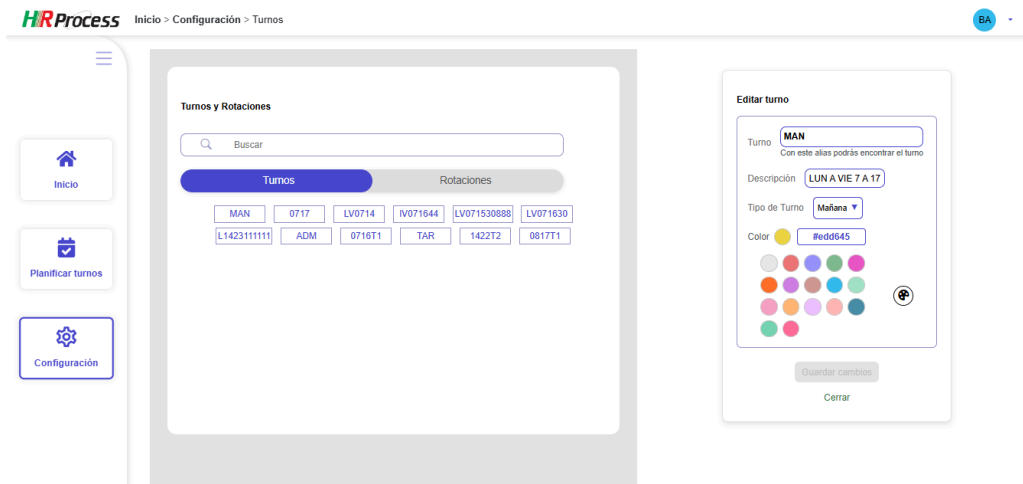 HRProcess Inicio > Configuración > Turnos BA
Inicio
Planificar turnos
Configuración
Turnos y Rotaciones
Buscar
Turnos Rotaciones
MAN 0717 LV0714 IV071644 LV071530888 LV071630
L1423111111 ADM 0716T1 TAR 1422T2 0817T1
Editar turno
Turno MAN
Con este alias podrás encontrar el turno
Descripción LUN A VIE 7 A 17
Tipo de Turno Mañana ▼
Color #edd645
Guardar cambios
Cerrar